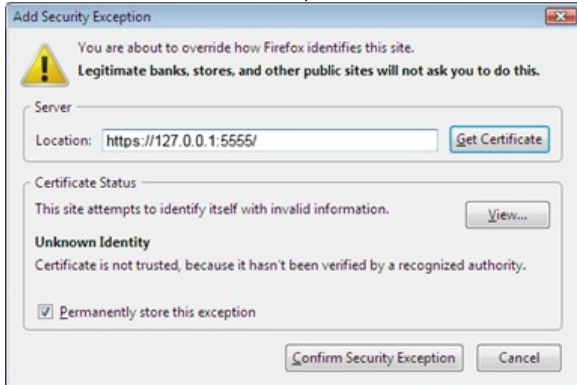 Add Security Exception
You are about to override how Firefox identifies this site.
Legitimate banks, stores, and other public sites will not ask you to do this.
Server
Location: https://127.0.0.1:5555/ Get Certificate
Certificate Status
This site attempts to identify itself with invalid information.
View...
Unknown Identity
Certificate is not trusted, because it hasn't been verified by a recognized authority.
Permanently store this exception
Confirm Security Exception Cancel